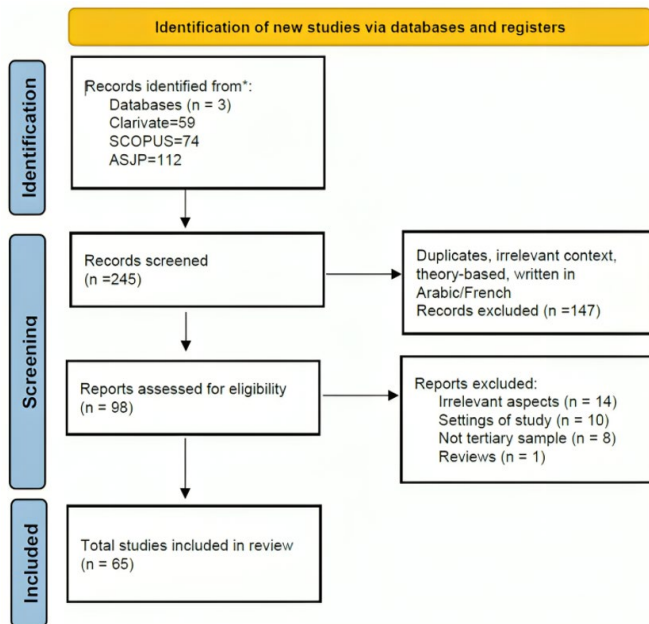 Identification of new studies via databases and registers
Identification
Records identified from*:
Databases (n = 3)
Clarivate=59
SCOPUS=74
ASJP=112
Screening
Records screened
(n =245)
Duplicates, irrelevant context,
theory-based, written in
Arabic/French
Records excluded (n =147)
Reports assessed for eligibility
(n = 98)
Reports excluded:
Irrelevant aspects (n = 14)
Settings of study (n = 10)
Not tertiary sample (n = 8)
Reviews (n = 1)
Included
Total studies included in review
(n = 65)